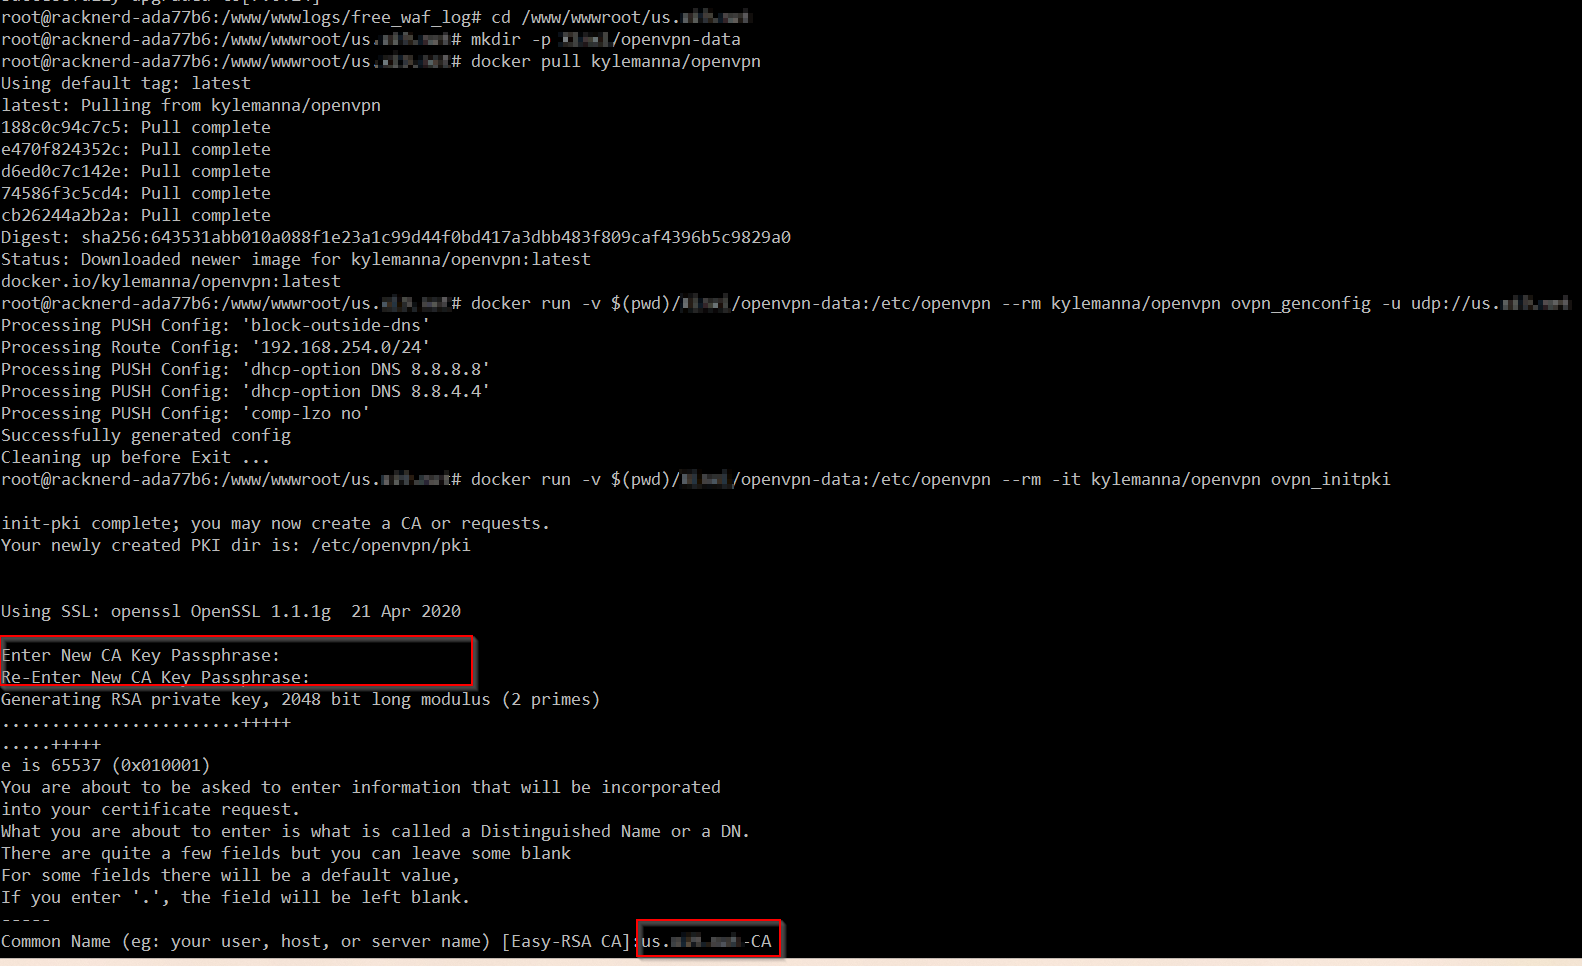 root@racknerd-ada77b6:/www/wwwlogs/free_waf_log# cd /www/wwwroot/us.
root@racknerd-ada77b6:/www/wwwroot/us. # mkdir -p /openvpn-data
root@racknerd-ada77b6:/www/wwwroot/us. # docker pull kylemanna/openvpn
Using default tag: latest
latest: Pulling from kylemanna/openvpn
188c0c94c7c5: Pull complete
e470f824352c: Pull complete
d6ed0c7c142e: Pull complete
74586f3c5cd4: Pull complete
cb26244a2b2a: Pull complete
Digest: sha256:643531abb010a088f1e23a1c99d44f0bd417a3dbb483f809caf4396b5c9829a0
Status: Downloaded newer image for kylemanna/openvpn:latest
docker.io/kylemanna/openvpn:latest
root@racknerd-ada77b6:/www/wwwroot/us. # docker run -v $(pwd)/ /openvpn-data:/etc/openvpn --rm kylemanna/openvpn ovpn_genconfig -u udp://us.
Processing PUSH Config: 'block-outside-dns'
Processing Route Config: '192.168.254.0/24'
Processing PUSH Config: 'dhcp-option DNS 8.8.8.8'
Processing PUSH Config: 'dhcp-option DNS 8.8.4.4'
Processing PUSH Config: 'comp-lzo no'
Successfully generated config
Cleaning up before Exit ...
root@racknerd-ada77b6:/www/wwwroot/us. # docker run -v $(pwd)/ /openvpn-data:/etc/openvpn --rm -it kylemanna/openvpn ovpn_initpki
init-pki complete; you may now create a CA or requests.
Your newly created PKI dir is: /etc/openvpn/pki
Using SSL: openssl OpenSSL 1.1.1g  21 Apr 2020
Enter New CA Key Passphrase:
Re-Enter New CA Key Passphrase:
Generating RSA private key, 2048 bit long modulus (2 primes)
........................+++++
.....+++++
e is 65537 (0x010001)
You are about to be asked to enter information that will be incorporated
into your certificate request.
What you are about to enter is what is called a Distinguished Name or a DN.
There are quite a few fields but you can leave some blank
For some fields there will be a default value,
If you enter '.', the field will be left blank.
-----
Common Name (eg: your user, host, or server name) [Easy-RSA CA]:us. -CA